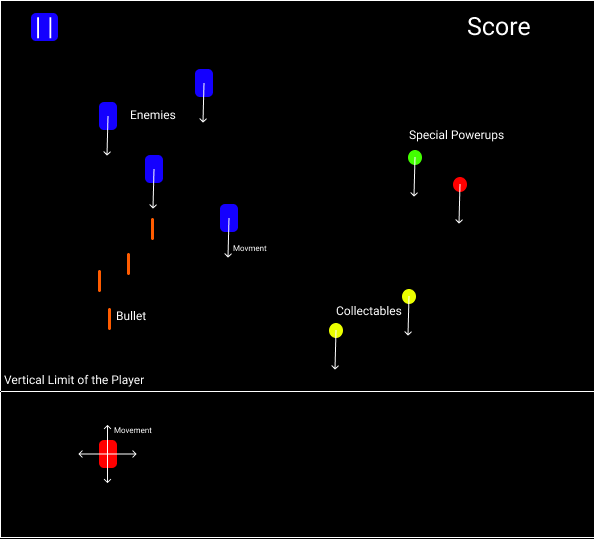 Score
Enemies
Special Powerups
Movment
Collectables
Bullet
Vertical Limit of the Player
Movement